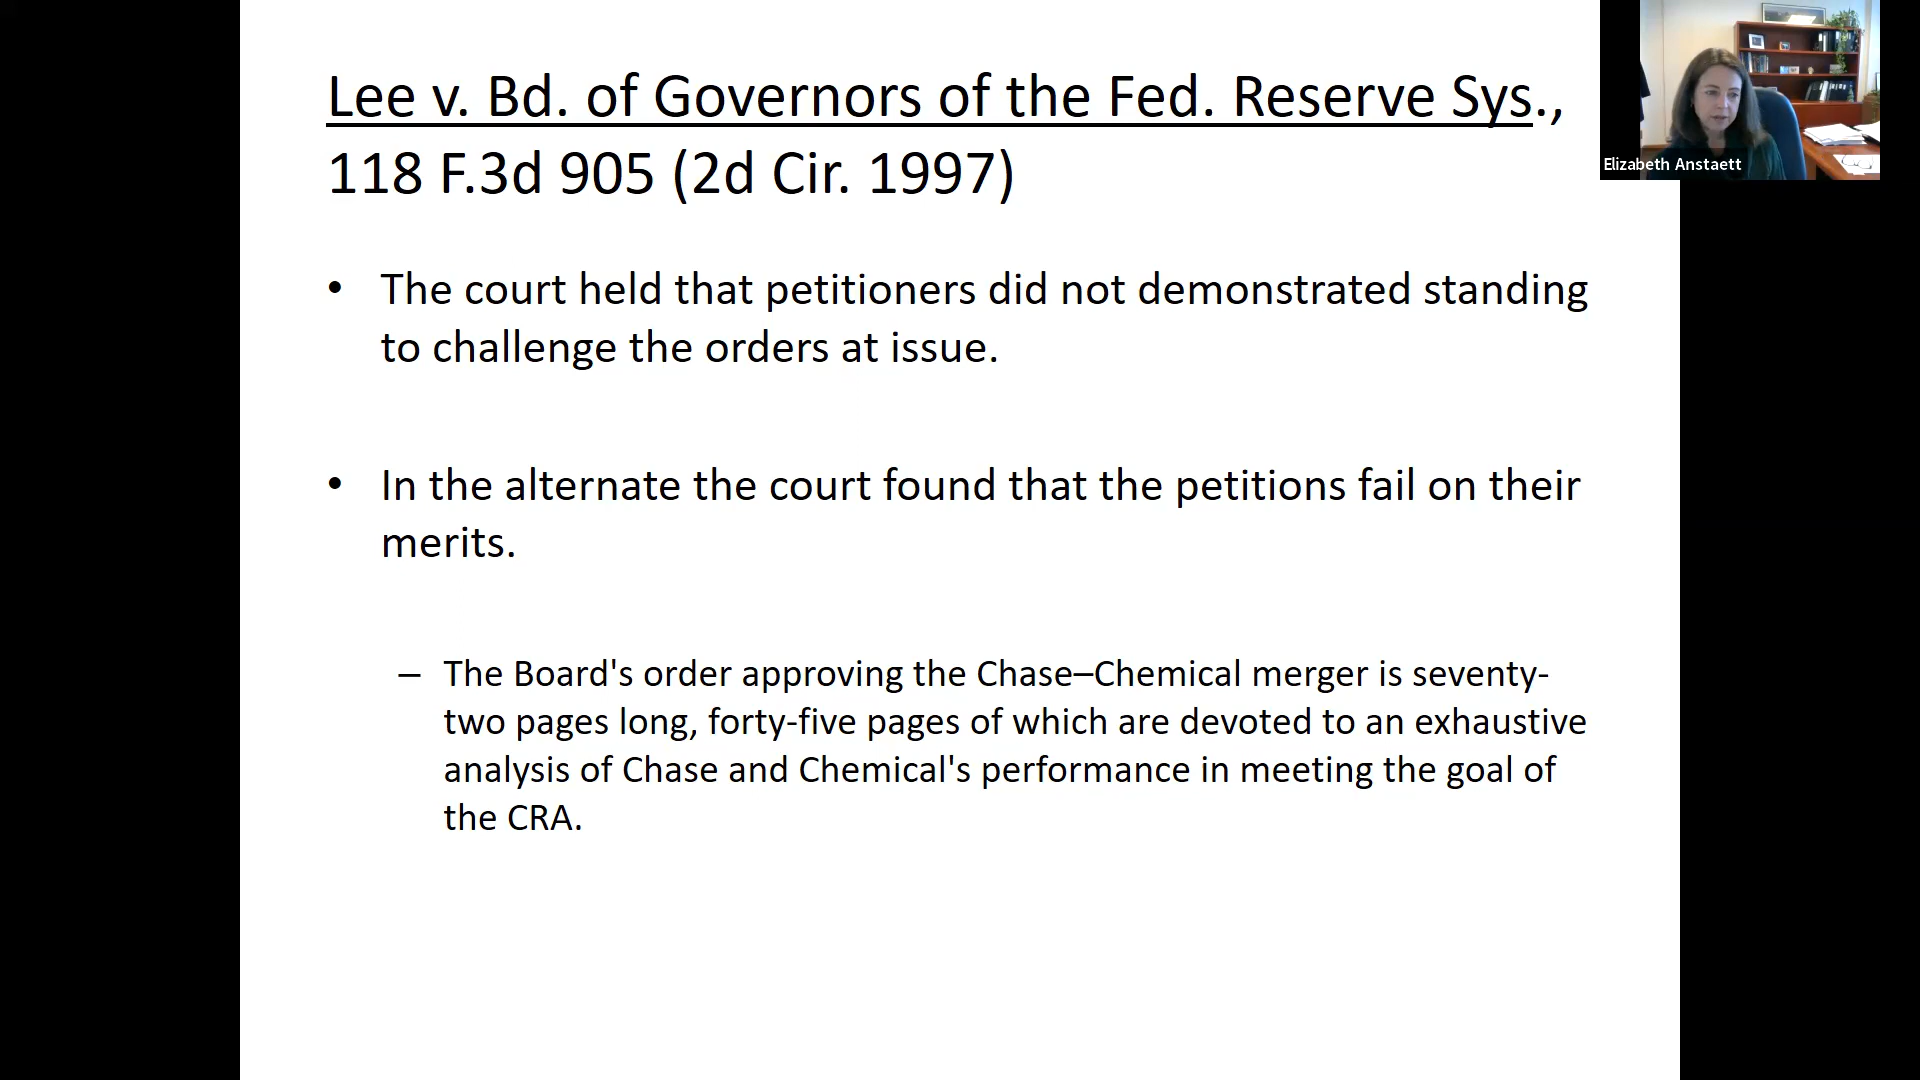 Lee v. Bd. of Governors of the Fed. Reserve Sys.,
118 F.3d 905 (2d Cir. 1997)
• The court held that petitioners did not demonstrated standing
to challenge the orders at issue.
• In the alternate the court found that the petitions fail on their
merits.
– The Board's order approving the Chase–Chemical merger is seventy-
two pages long, forty-five pages of which are devoted to an exhaustive
analysis of Chase and Chemical's performance in meeting the goal of
the CRA.
Elizabeth Anstaett